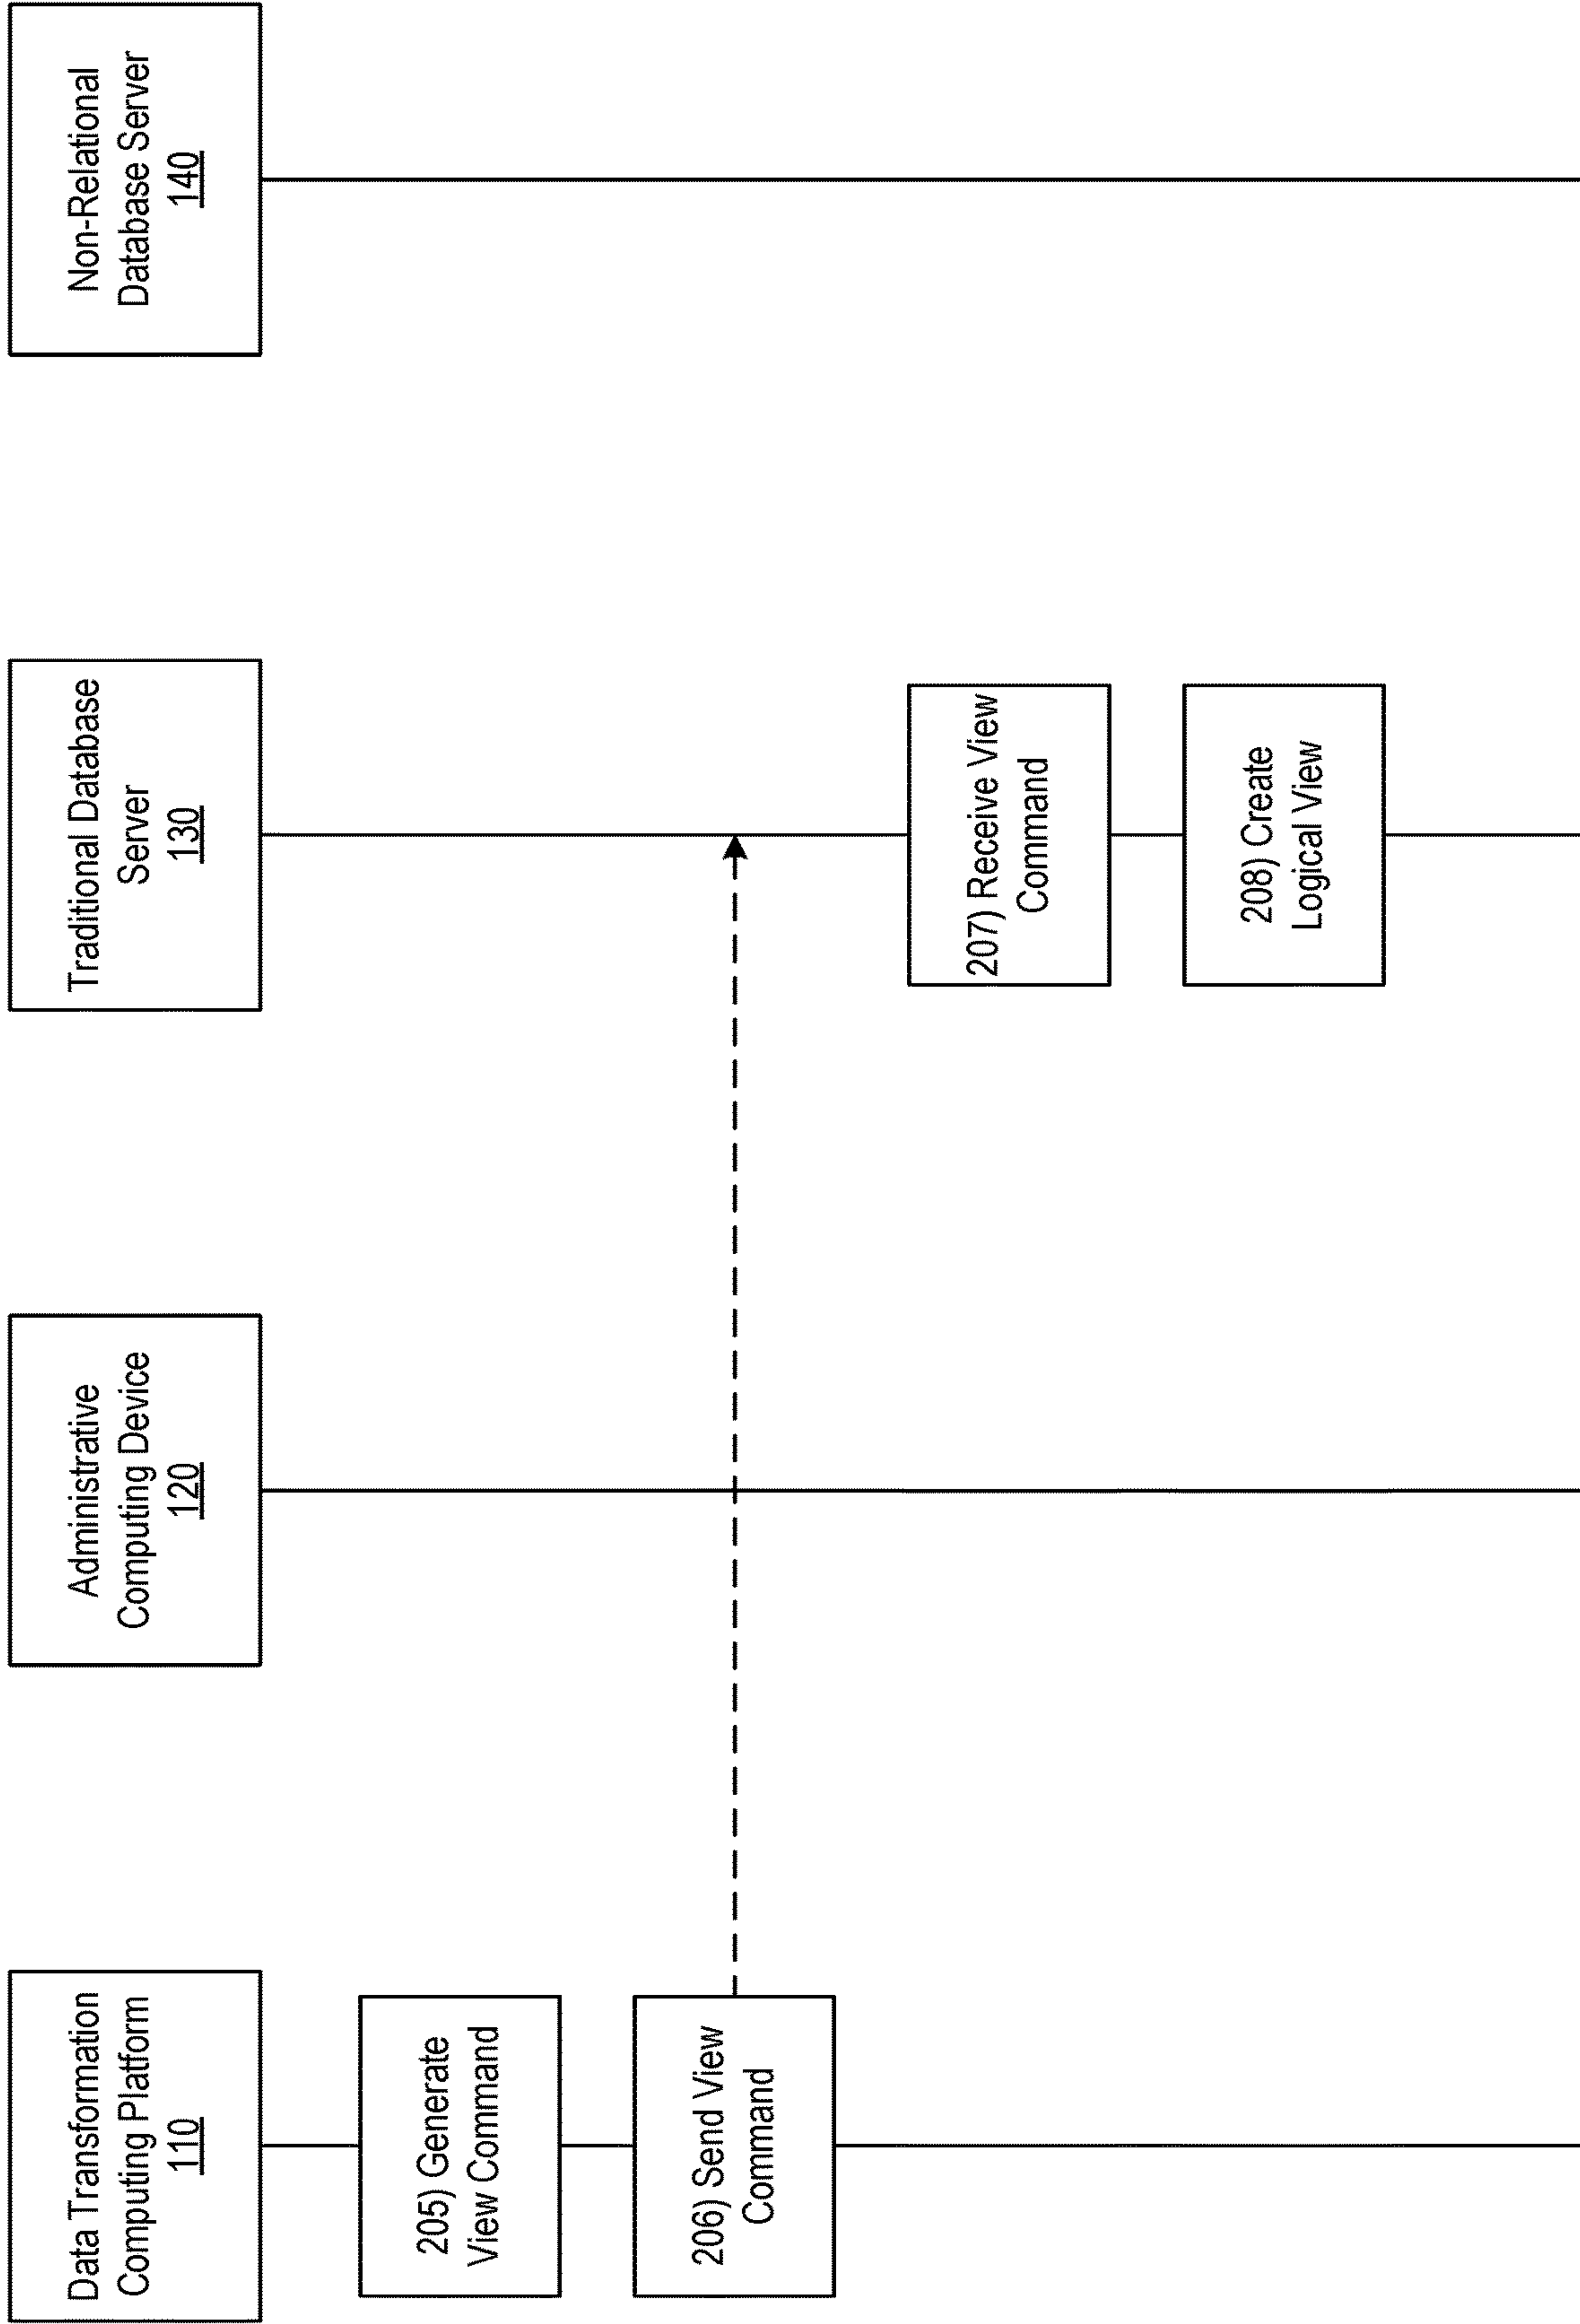 Data Transformation
Computing Platform
110
Administrative
Computing Device
120
Traditional Database
Server
130
Non-Relational
Database Server
140
205) Generate
View Command
206) Send View
Command
207) Receive View
Command
208) Create
Logical View